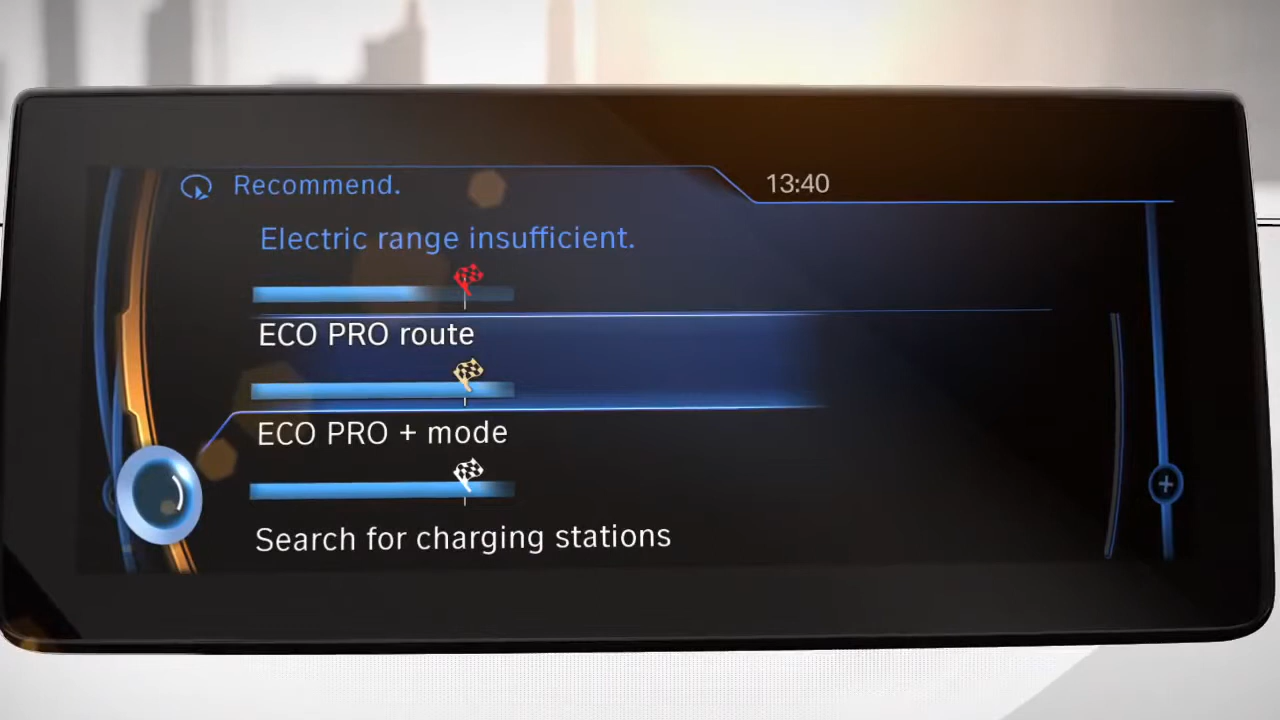 Recommend.
13:40
Electric range insufficient.
ECO PRO route
ECO PRO + mode
Search for charging stations